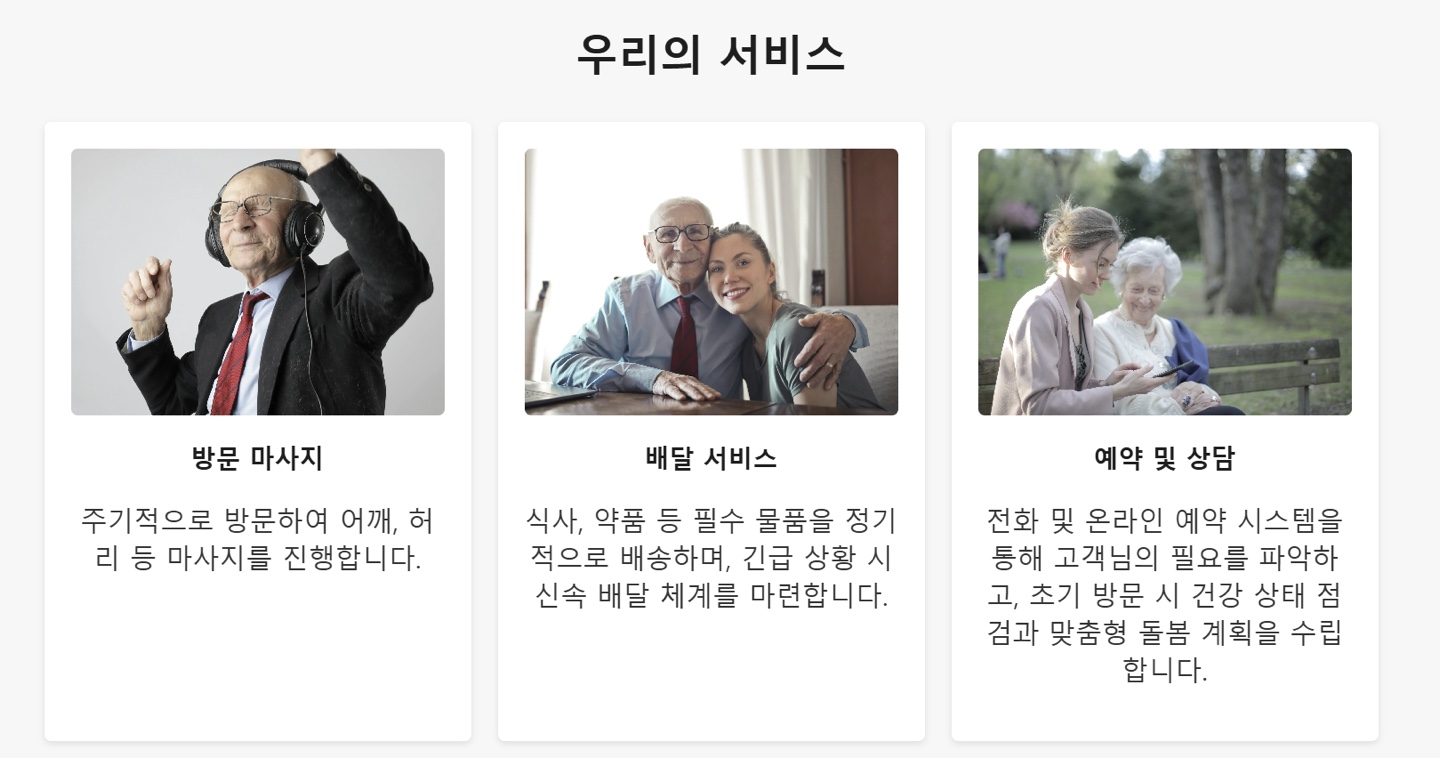 우리의 서비스
방문 마사지
주기적으로 방문하여 어깨, 허
리 등 마사지를 진행합니다.
배달 서비스
식사, 약품 등 필수 물품을 정기
적으로 배송하며, 긴급 상황 시
신속 배달 체계를 마련합니다.
예약 및 상담
전화 및 온라인 예약 시스템을
통해 고객님의 필요를 파악하
고, 초기 방문 시 건강 상태 점
검과 맞춤형 돌봄 계획을 수립
합니다.